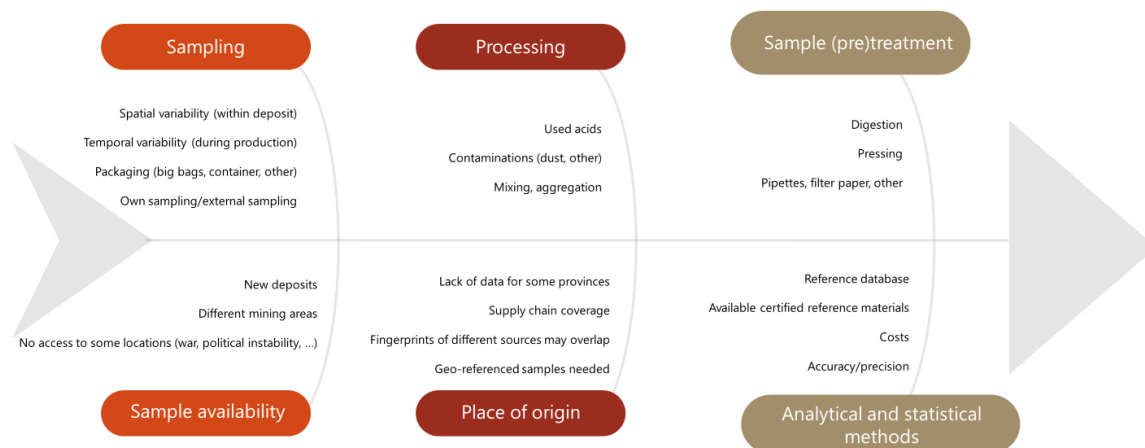 Sampling
Processing
Sample (pre)treatment
Spatial variability (within deposit)
Temporal variability (during production)
Packaging (big bags, container, other)
Own sampling/external sampling
Used acids
Contaminations (dust, other)
Mixing, aggregation
Digestion
Pressing
Pipettes, filter paper, other
New deposits
Different mining areas
No access to some locations (war, political instability, ...)
Lack of data for some provinces
Supply chain coverage
Fingerprints of different sources may overlap
Geo-referenced samples needed
Reference database
Available certified reference materials
Costs
Accuracy/precision
Sample availability
Place of origin
Analytical and statistical
methods